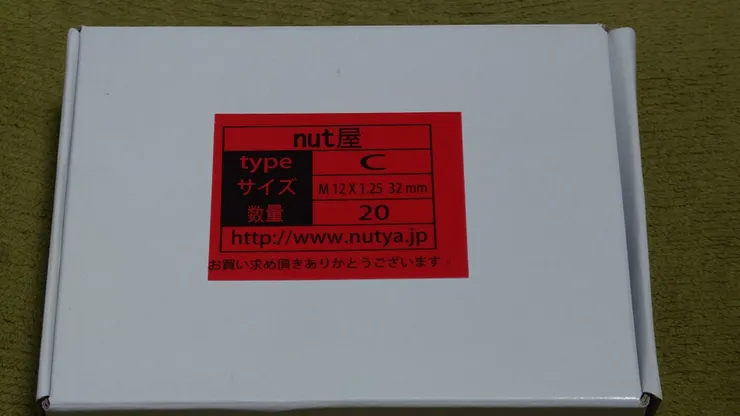 nut屋
type C
サイズ M 12 X 1.25 32 mm
数量 20
http://www.nutya.jp
お買い求め頂きありがとうございます。